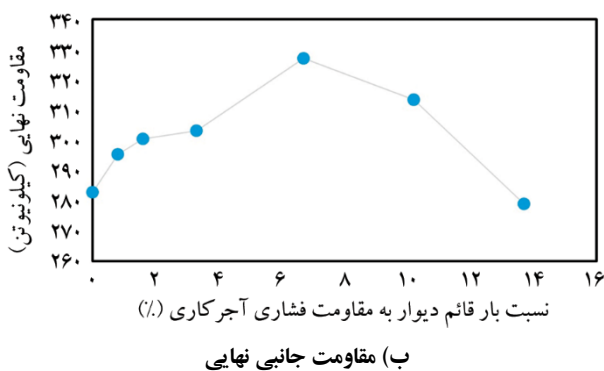 مقاومت نهایی (کیلونیوتن)
۳۴۰
۳۳۰
۳۲۰
۳۱۰
۳۰۰
۲۹۰
۲۸۰
۲۷۰
۲۶۰
۰ ۲ ۴ ۶ ۸ ۱۰ ۱۲ ۱۴ ۱۶
نسبت بار قائم دیوار به مقاومت فشاری آجرکاری (٪)
ب) مقاومت جانبی نهایی